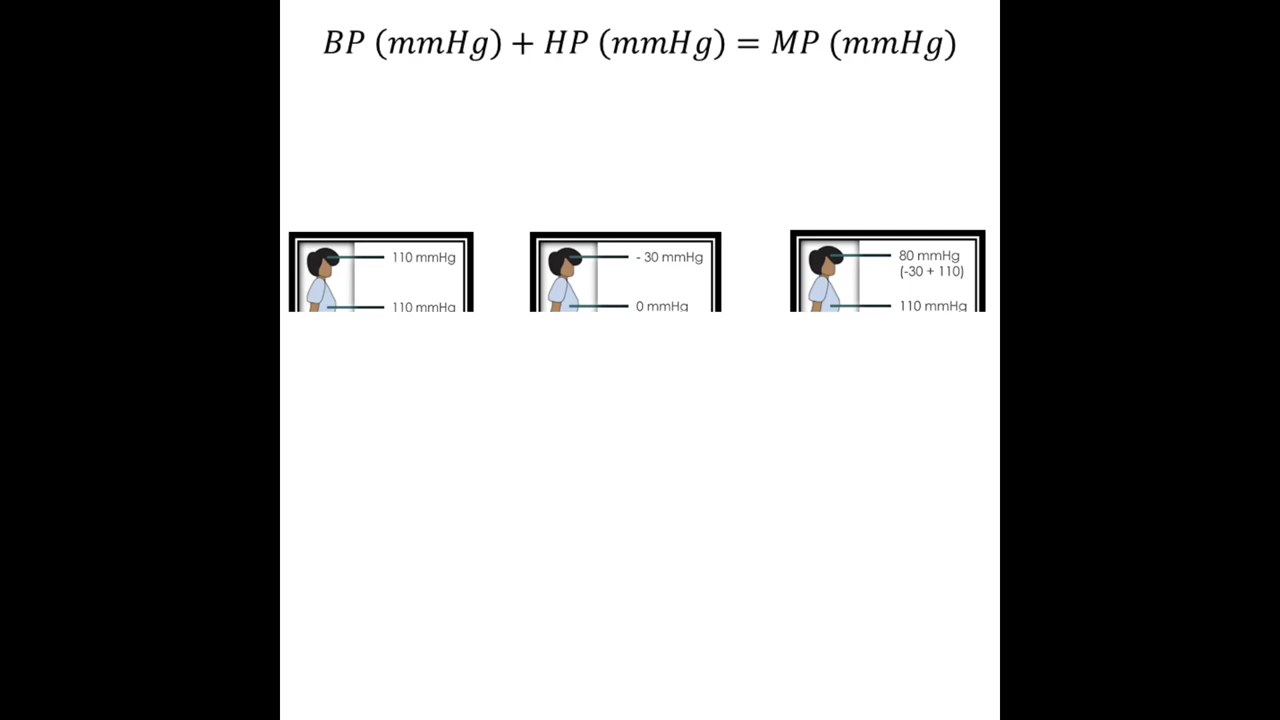 BP (mmHg) + HP (mmHg) = MP (mmHg)
110 mmHg
110 mmHg
- 30 mmHg
0 mmHg
80 mmHg
(-30 + 110)
110 mmHg